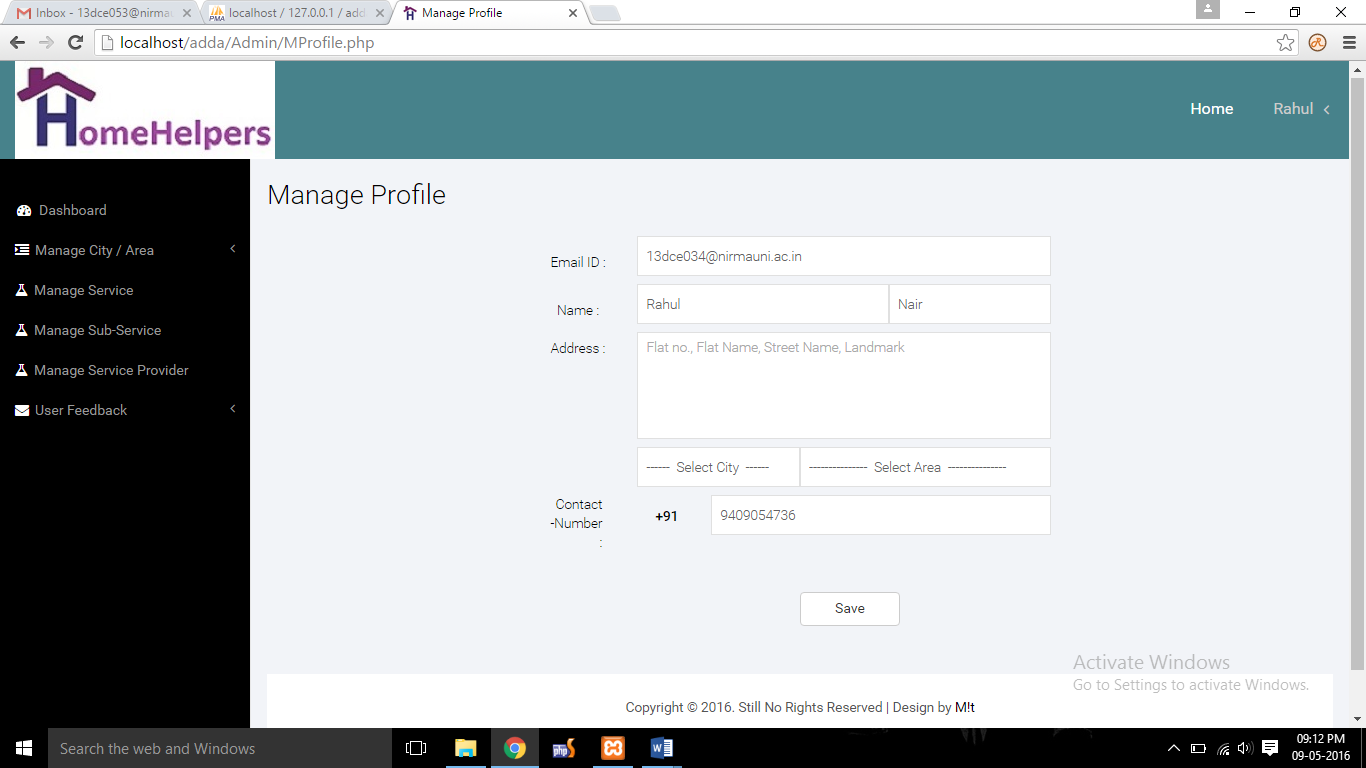 Inbox - 13dce053@nirmau
localhost / 127.0.0.1 / add
Manage Profile
localhost/adda/Admin/MProfile.php
HomeHelpers
Home
Rahul
Manage Profile
Dashboard
Manage City / Area
Manage Service
Manage Sub-Service
Manage Service Provider
User Feedback
Email ID : 13dce034@nirmauni.ac.in
Name : Rahul Nair
Address : Flat no., Flat Name, Street Name, Landmark
------ Select City ------ --------------- Select Area ---------------
Contact
-Number
:
+91 9409054736
Save
Activate Windows
Go to Settings to activate Windows.
Copyright © 2016. Still No Rights Reserved | Design by M!t
Search the web and Windows
php
09:12 PM
09-05-2016